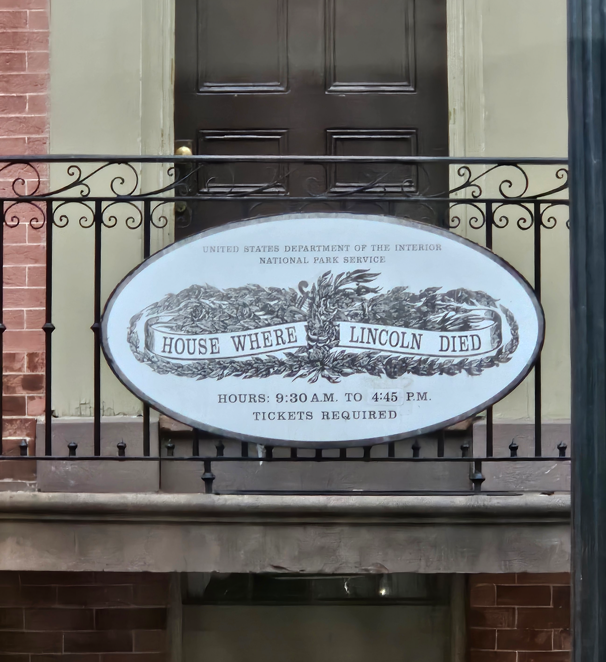 UNITED STATES DEPARTMENT OF THE INTERIOR
NATIONAL PARK SERVICE
HOUSE WHERE LINCOLN DIED
HOURS: 9:30 A.M. TO 4:45 P.M.
TICKETS REQUIRED